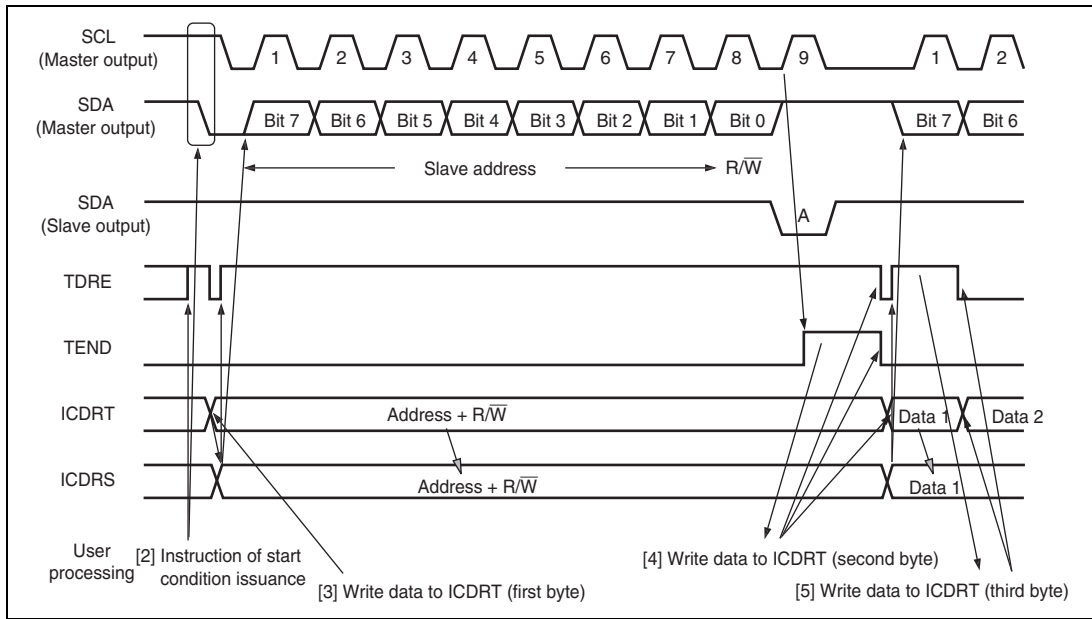 SCL
(Master output)
1 2 3 4 5 6 7 8 9 1 2
SDA
(Master output)
Bit 7 Bit 6 Bit 5 Bit 4 Bit 3 Bit 2 Bit 1 Bit 0 Bit 7 Bit 6
Slave address R/W̅
SDA
(Slave output)
A
TDRE
TEND
ICDRT
Address + R/W̅ Data 1 Data 2
ICDRS
Address + R/W̅ Data 1
User
processing
[2] Instruction of start
condition issuance
[3] Write data to ICDRT (first byte)
[4] Write data to ICDRT (second byte)
[5] Write data to ICDRT (third byte)